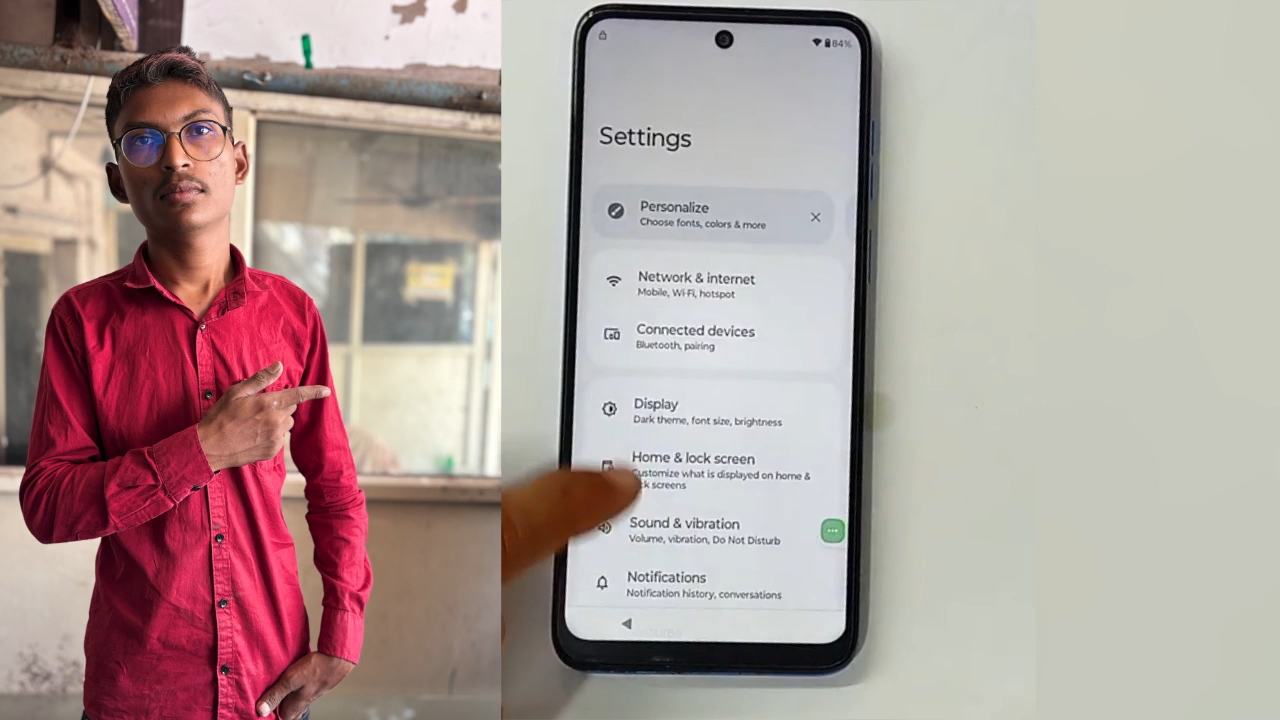 84%
Settings
Personalize
Choose fonts, colors & more
Network & internet
Mobile, Wi-Fi, hotspot
Connected devices
Bluetooth, pairing
Display
Dark theme, font size, brightness
Home & lock screen
Customize what is displayed on home &
screens
Sound & vibration
Volume, vibration, Do Not Disturb
Notifications
Notification history, conversations